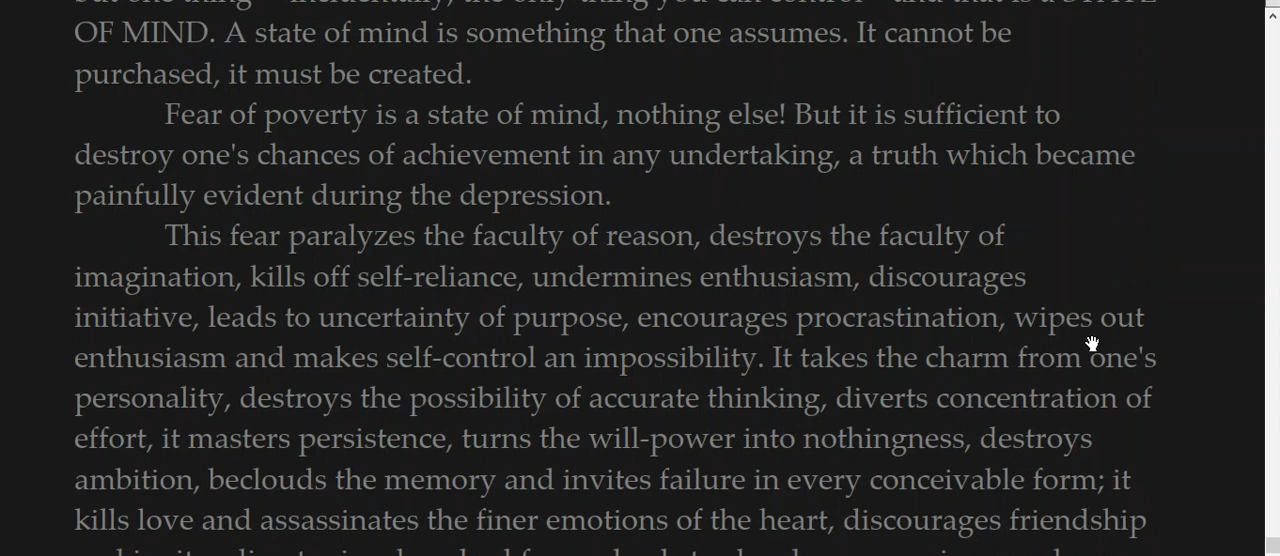 OF MIND. A state of mind is something that one assumes. It cannot be
purchased, it must be created.
Fear of poverty is a state of mind, nothing else! But it is sufficient to
destroy one's chances of achievement in any undertaking, a truth which became
painfully evident during the depression.
This fear paralyzes the faculty of reason, destroys the faculty of
imagination, kills off self-reliance, undermines enthusiasm, discourages
initiative, leads to uncertainty of purpose, encourages procrastination, wipes out
enthusiasm and makes self-control an impossibility. It takes the charm from one's
personality, destroys the possibility of accurate thinking, diverts concentration of
effort, it masters persistence, turns the will-power into nothingness, destroys
ambition, beclouds the memory and invites failure in every conceivable form; it
kills love and assassinates the finer emotions of the heart, discourages friendship